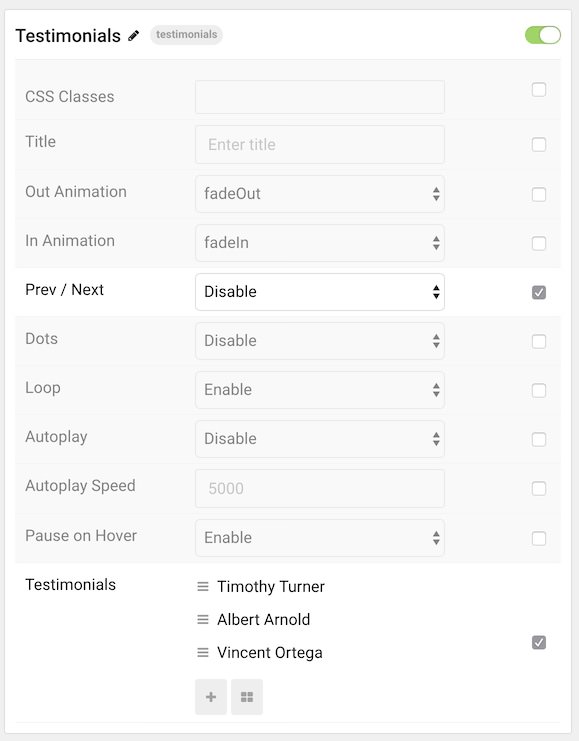 Testimonials testimonials
CSS Classes
Title Enter title
Out Animation fadeOut
In Animation fadeIn
Prev / Next Disable
Dots Disable
Loop Enable
Autoplay Disable
Autoplay Speed 5000
Pause on Hover Enable
Testimonials Timothy Turner
Albert Arnold
Vincent Ortega